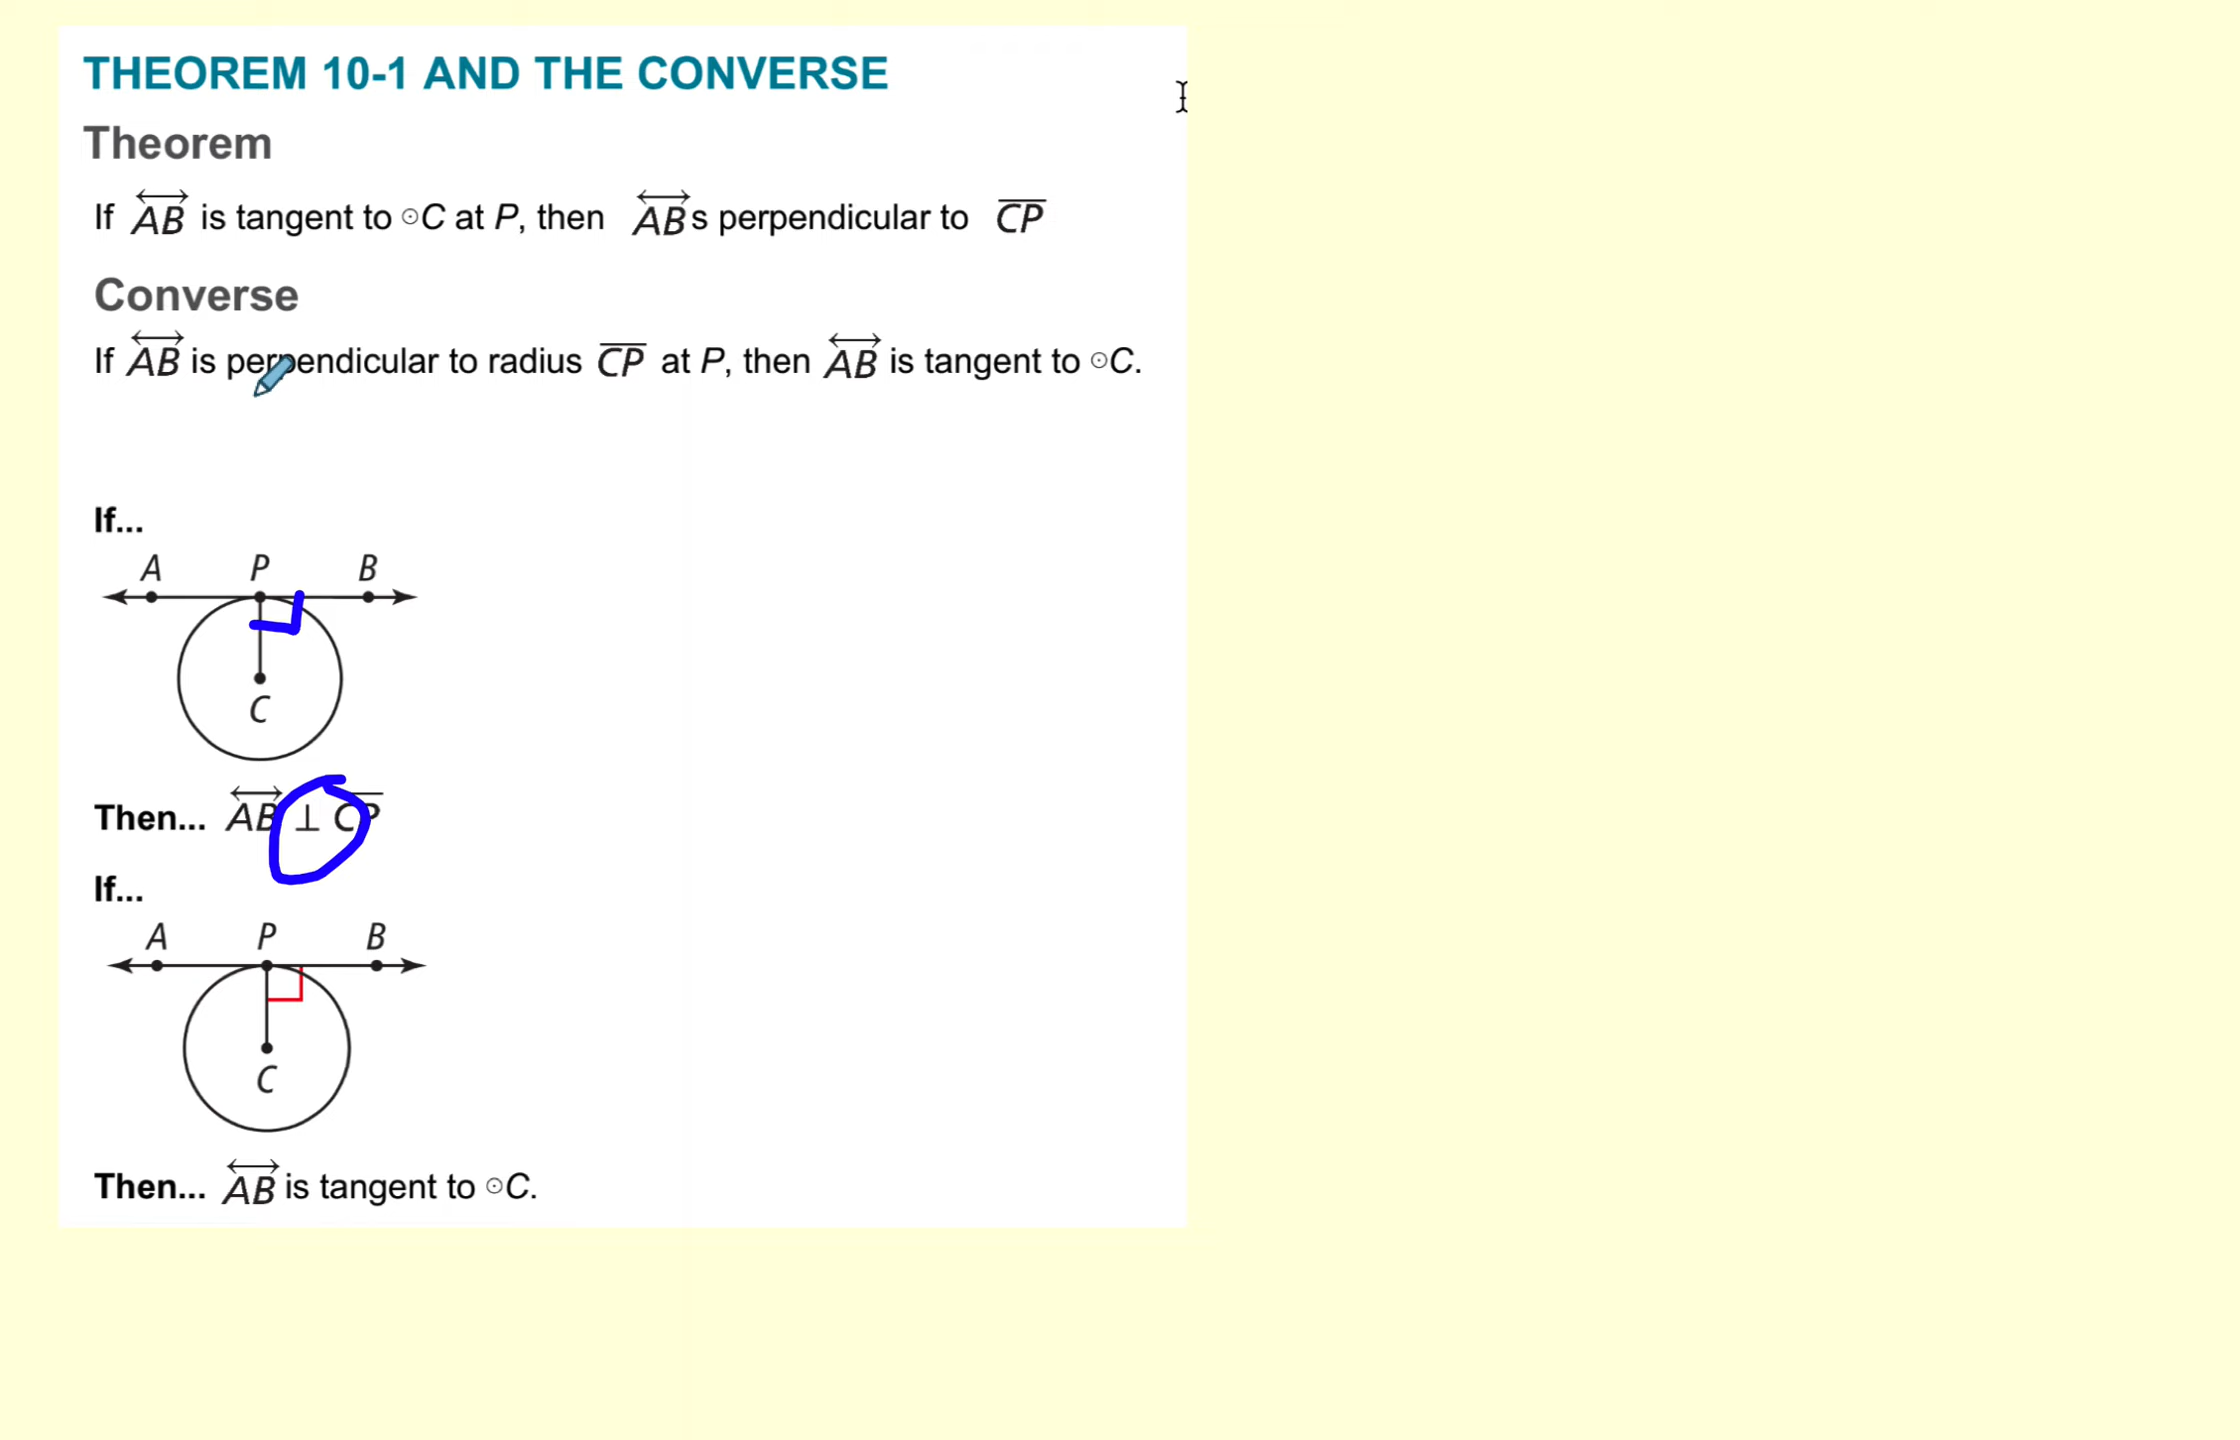 THEOREM 10-1 AND THE CONVERSE
Theorem
If AB is tangent to ⊙C at P, then ABs perpendicular to CP
Converse
If AB is perpendicular to radius CP at P, then AB is tangent to ⊙C.
If...
A P B
C
Then... AB ⊥ CP
If...
A P B
C
Then... AB is tangent to ⊙C.